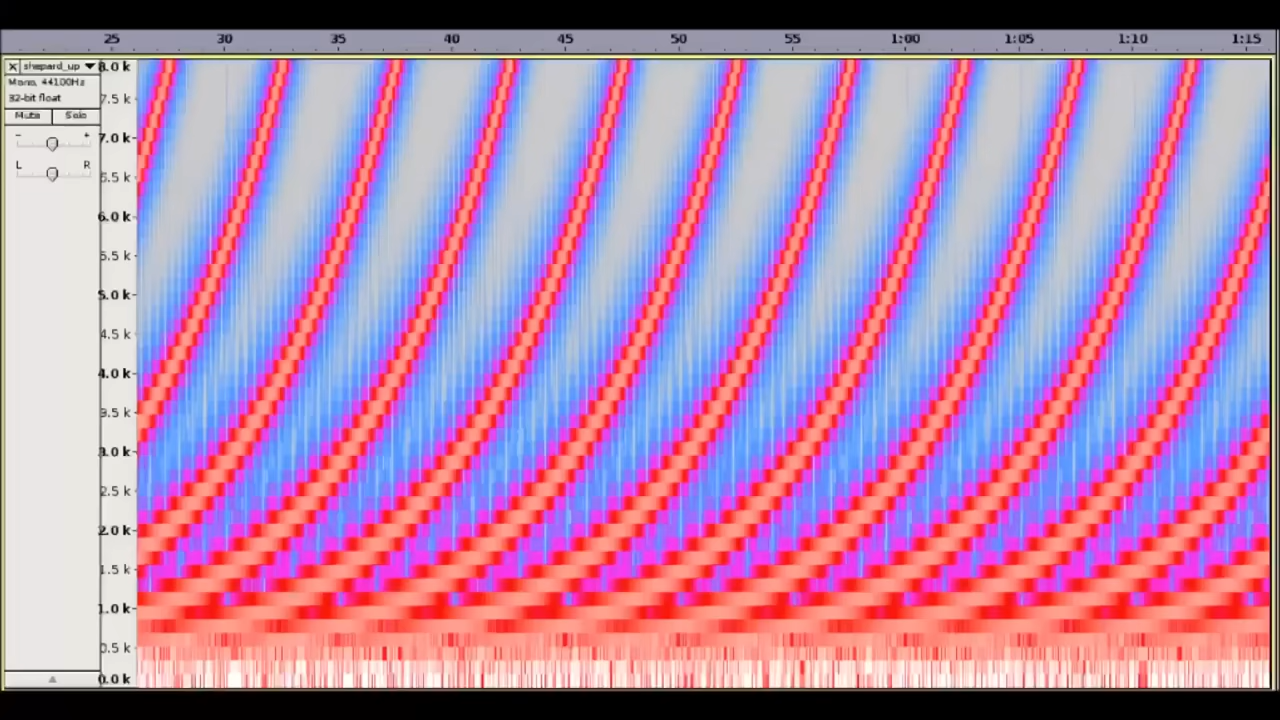 25 30 35 40 45 50 55 1:00 1:05 1:10 1:15
X shepard_up ▼
Mono, 44100Hz
32-bit float
Mute Solo
- +
L R
8.0 k
7.5 k
7.0 k
6.5 k
6.0 k
5.5 k
5.0 k
4.5 k
4.0 k
3.5 k
3.0 k
2.5 k
2.0 k
1.5 k
1.0 k
0.5 k
0.0 k